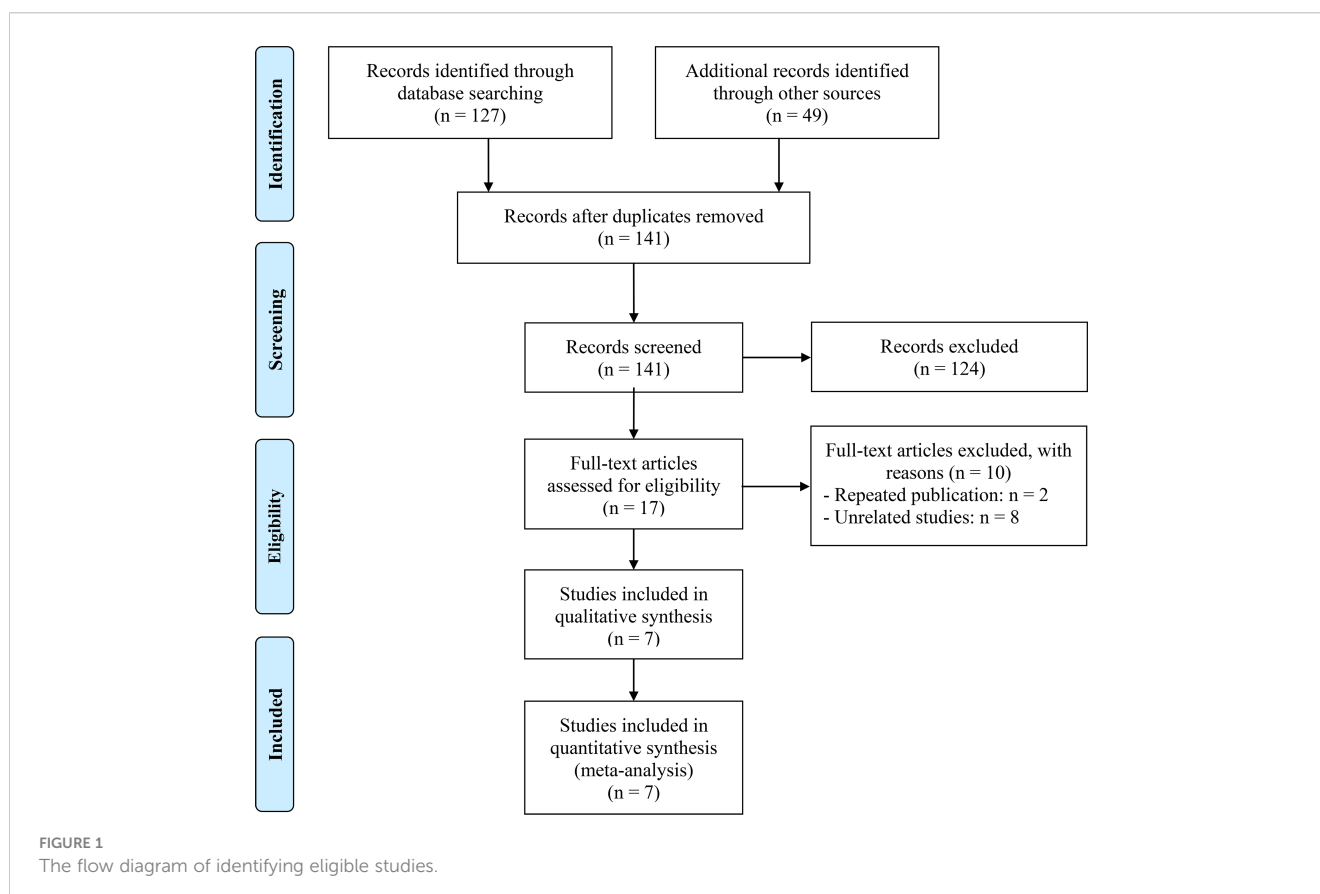 Identification
Records identified through
database searching
(n = 127)
Additional records identified
through other sources
(n = 49)
Records after duplicates removed
(n = 141)
Screening
Records screened
(n = 141)
Records excluded
(n = 124)
Eligibility
Full-text articles
assessed for eligibility
(n = 17)
Full-text articles excluded, with
reasons (n = 10)
- Repeated publication: n = 2
- Unrelated studies: n = 8
Studies included in
qualitative synthesis
(n = 7)
Included
Studies included in
quantitative synthesis
(meta-analysis)
(n = 7)
FIGURE 1
The flow diagram of identifying eligible studies.